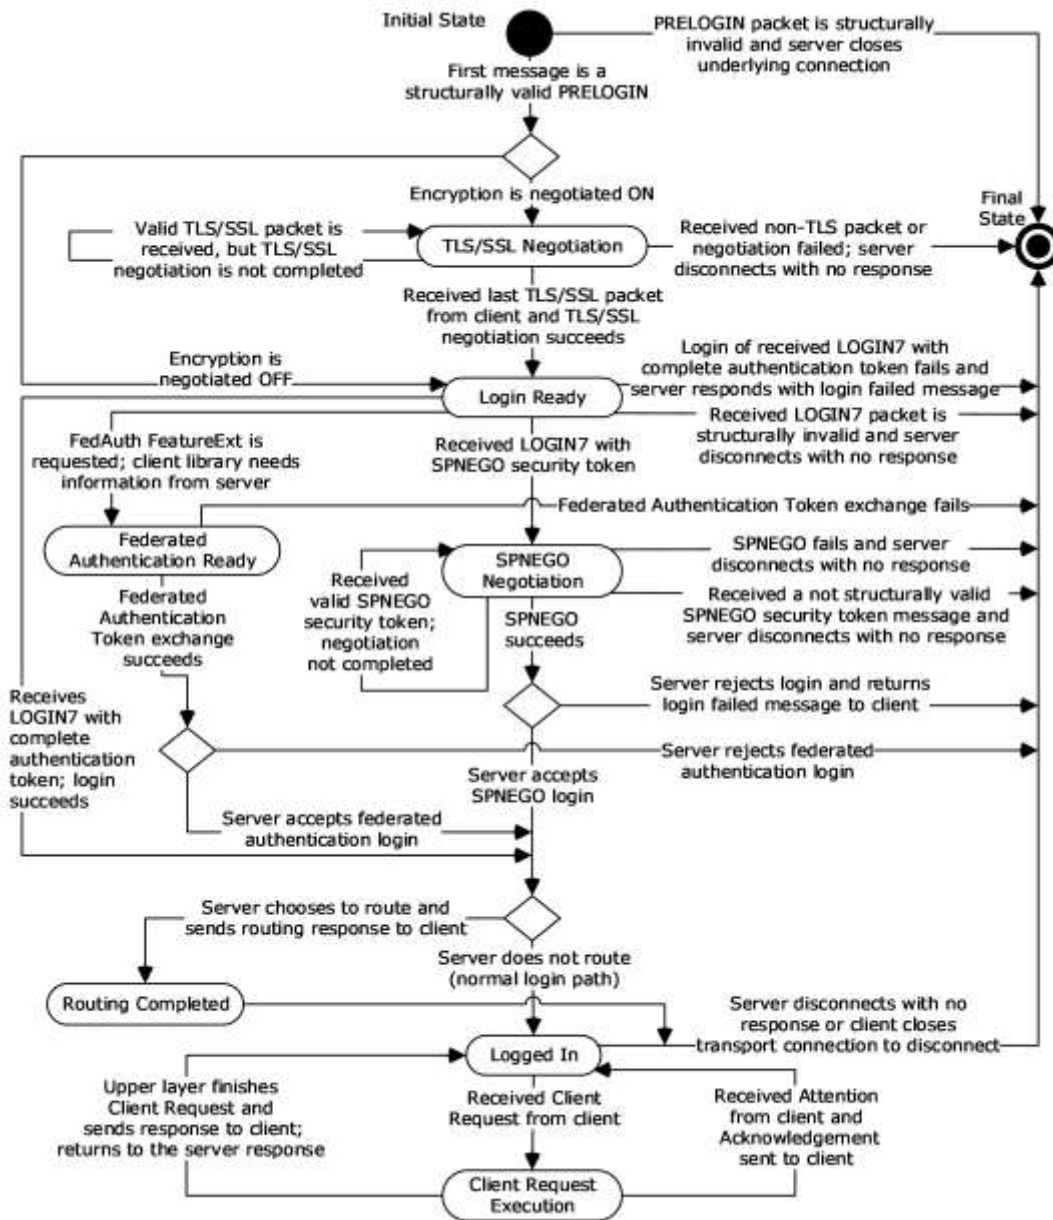 Initial State
PRELOGIN packet is structurally
invalid and server closes
underlying connection
First message is a
structurally valid PRELOGIN
Encryption is negotiated ON
Final
State
Valid TLS/SSL packet is
received, but TLS/SSL
negotiation is not completed
TLS/SSL Negotiation
Received non-TLS packet or
negotiation failed; server
disconnects with no response
Received last TLS/SSL packet
from client and TLS/SSL
negotiation succeeds
Encryption is
negotiated OFF
Login of received LOGIN7 with
complete authentication token fails and
server responds with login failed message
Login Ready
Received LOGIN7 packet is
structurally invalid and server
disconnects with no response
FedAuth FeatureExt is
requested; client library needs
information from server
Received LOGIN7 with
SPNEGO security token
Federated Authentication Token exchange fails
Federated
Authentication Ready
SPNEGO
Negotiation
SPNEGO fails and server
disconnects with no response
Received
valid SPNEGO
security token;
negotiation
not completed
Received a not structurally valid
SPNEGO security token message and
server disconnects with no response
Federated
Authentication
Token exchange
succeeds
SPNEGO
succeeds
Receives
LOGIN7 with
complete
authentication
token; login
succeeds
Server rejects login and returns
login failed message to client
Server rejects federated
authentication login
Server accepts
SPNEGO login
Server accepts federated
authentication login
Server chooses to route and
sends routing response to client
Server does not route
(normal login path)
Routing Completed
Server disconnects with no
response or client closes
transport connection to disconnect
Logged In
Upper layer finishes
Client Request and
sends response to client;
returns to the server response
Received Client
Request from client
Received Attention
from client and
Acknowledgement
sent to client
Client Request
Execution